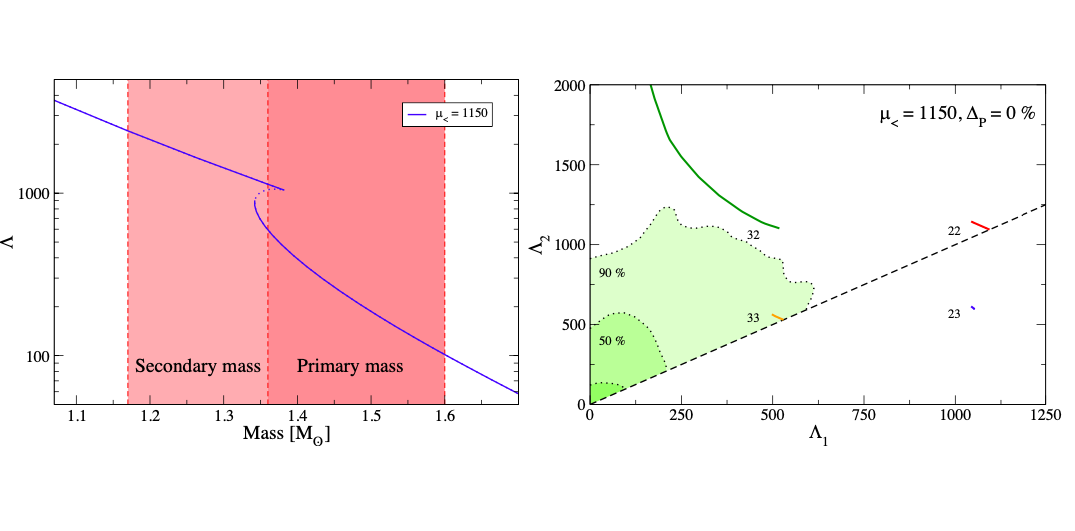 μ< = 1150
1000
100
Λ
Secondary mass
Primary mass
1.1 1.2 1.3 1.4 1.5 1.6
Mass [M⊙]
μ< = 1150, ΔP = 0 %
2000
1500
1000
500
0
Λ2
32
22
90 %
33
23
50 %
0 250 500 750 1000 1250
Λ1